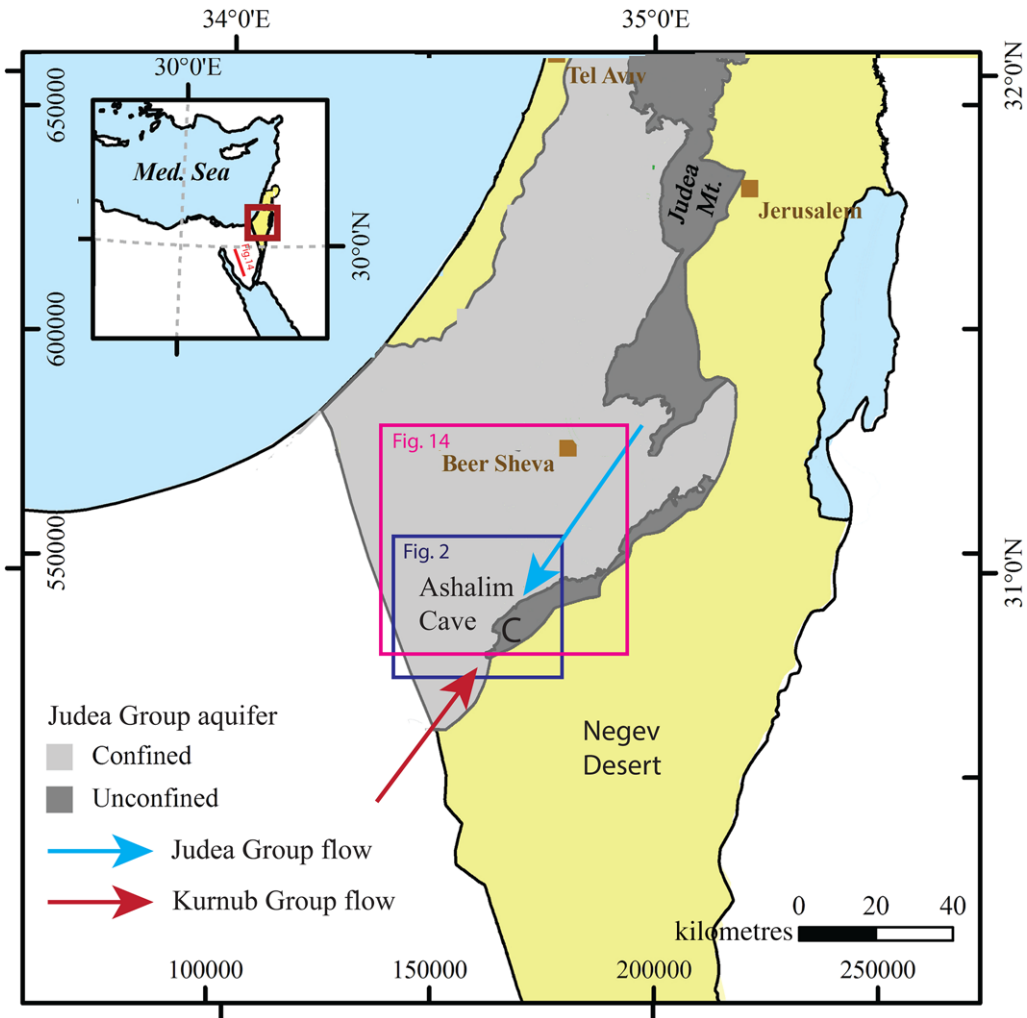 34°0'E
35°0'E
30°0'E
Tel Aviv
32°0'N
650000
Med. Sea
Judea
Mt.
Jerusalem
30°0'N
Fig.14
600000
Fig. 14
Beer Sheva
550000
Fig. 2
31°0'N
Ashalim
Cave
C
Judea Group aquifer
Confined
Unconfined
Negev
Desert
Judea Group flow
Kurnub Group flow
0 20 40
kilometres
100000
150000
200000
250000